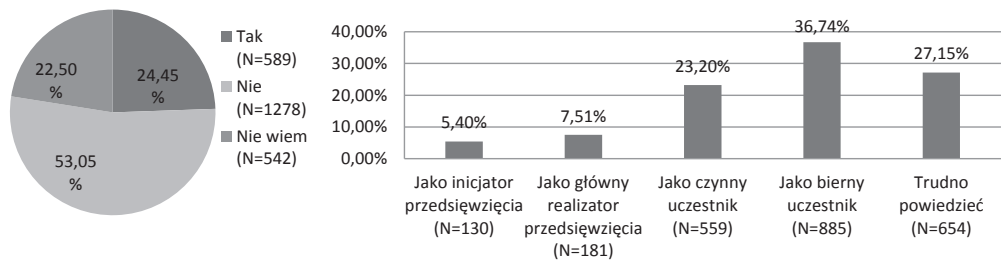 24,45
%
53,05
%
22,50
%
Tak
(N=589)
Nie
(N=1278)
Nie wiem
(N=542)
40,00%
30,00%
20,00%
10,00%
0,00%
5,40%
7,51%
23,20%
36,74%
27,15%
Jako inicjator
przedsięwzięcia
(N=130)
Jako główny
realizator
przedsięwzięcia
(N=181)
Jako czynny
uczestnik
(N=559)
Jako bierny
uczestnik
(N=885)
Trudno
powiedzieć
(N=654)